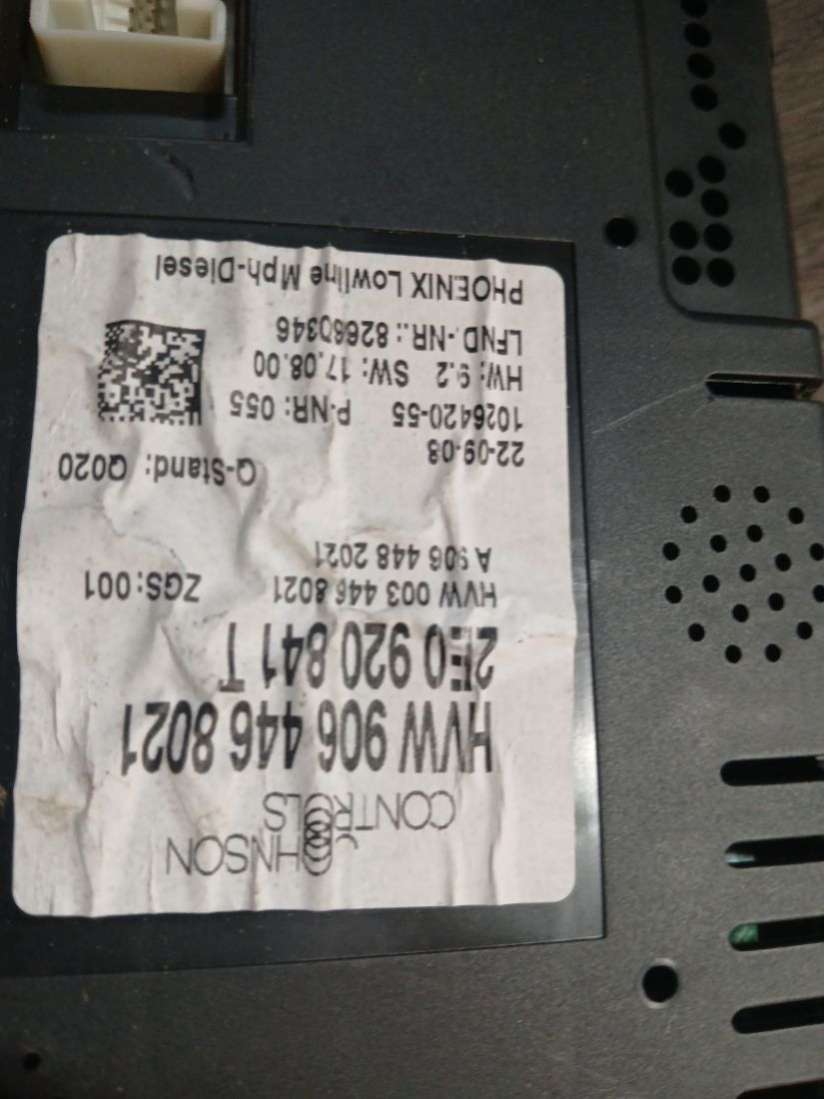 JOHNSON
CONTROLS
HVW 906 446 8021
2E0 920 841 T
HVW 003 446 8021 ZGS:001
A 906 448 2021
Q-Stand: Q020
22-09-08
1026420-55 P-NR: 055
HW: 9.2 SW: 17.08.00
LFND.-NR.: 82660346
PHOENIX Lowline Mph-Diesel